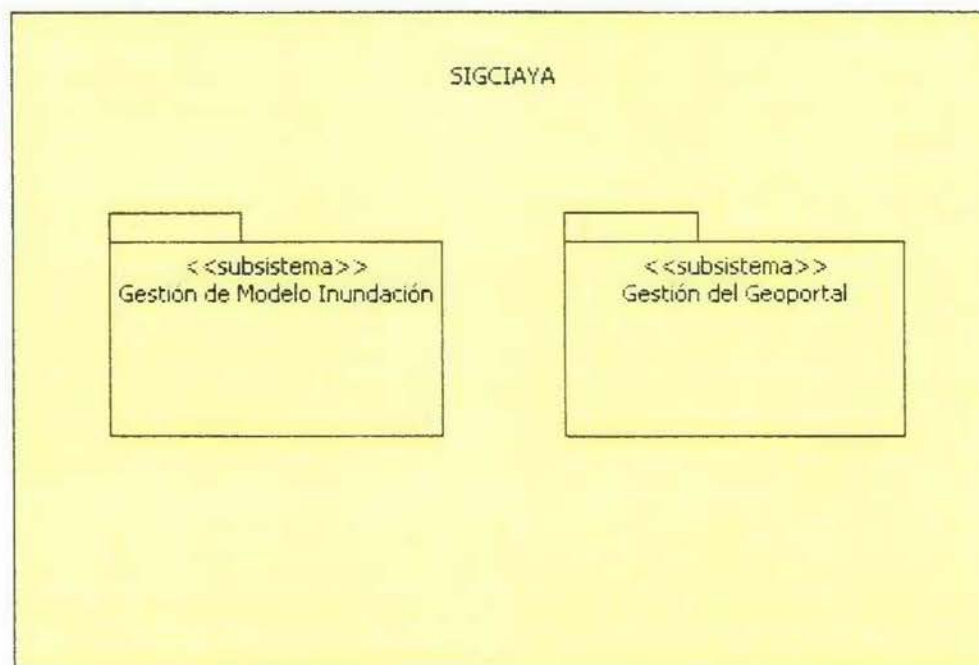 SIGCIAYA
<<subsistema>>
Gestión de Modelo Inundación
<<subsistema>>
Gestión del Geoportal